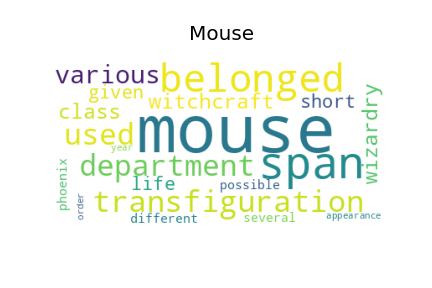 Mouse
various
belonged
given
witchcraft
short
class
wizardry
used
mouse
year
department
span
phoenix
life
possible
order
transfiguration
different
several
appearance